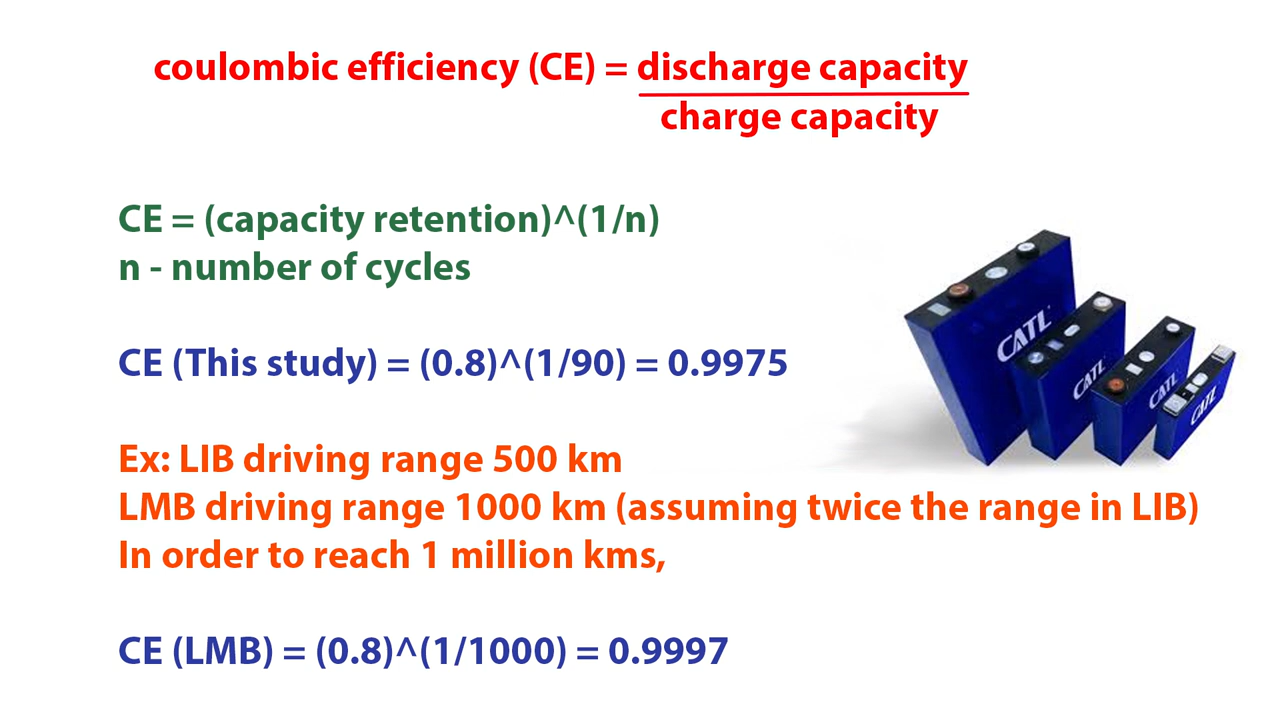 coulombic efficiency (CE) = discharge capacity
charge capacity
CE = (capacity retention)^(1/n)
n - number of cycles
CE (This study) = (0.8)^(1/90) = 0.9975
Ex: LIB driving range 500 km
LMB driving range 1000 km (assuming twice the range in LIB)
In order to reach 1 million kms,
CE (LMB) = (0.8)^(1/1000) = 0.9997
CATL
CATL
CATL
CATL